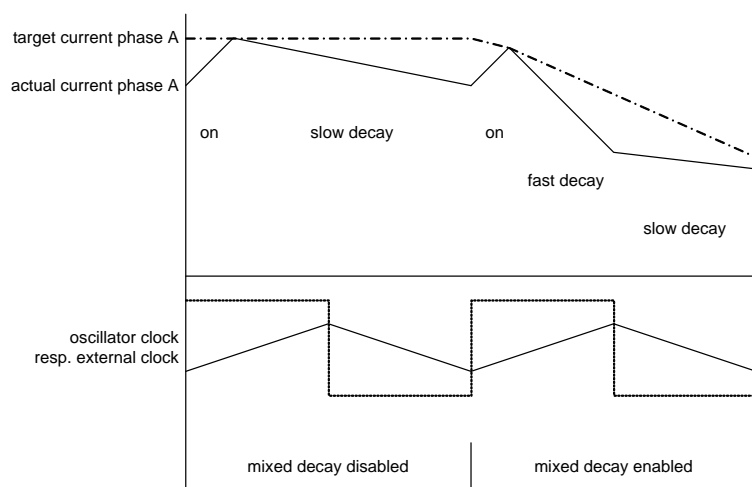 target current phase A
actual current phase A
on
slow decay
on
fast decay
slow decay
oscillator clock
resp. external clock
mixed decay disabled
mixed decay enabled